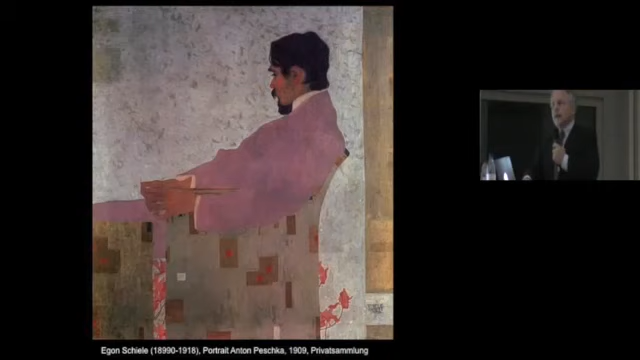 Egon Schiele (18990-1918), Portrait Anton Peschka, 1909, Privatsammlung